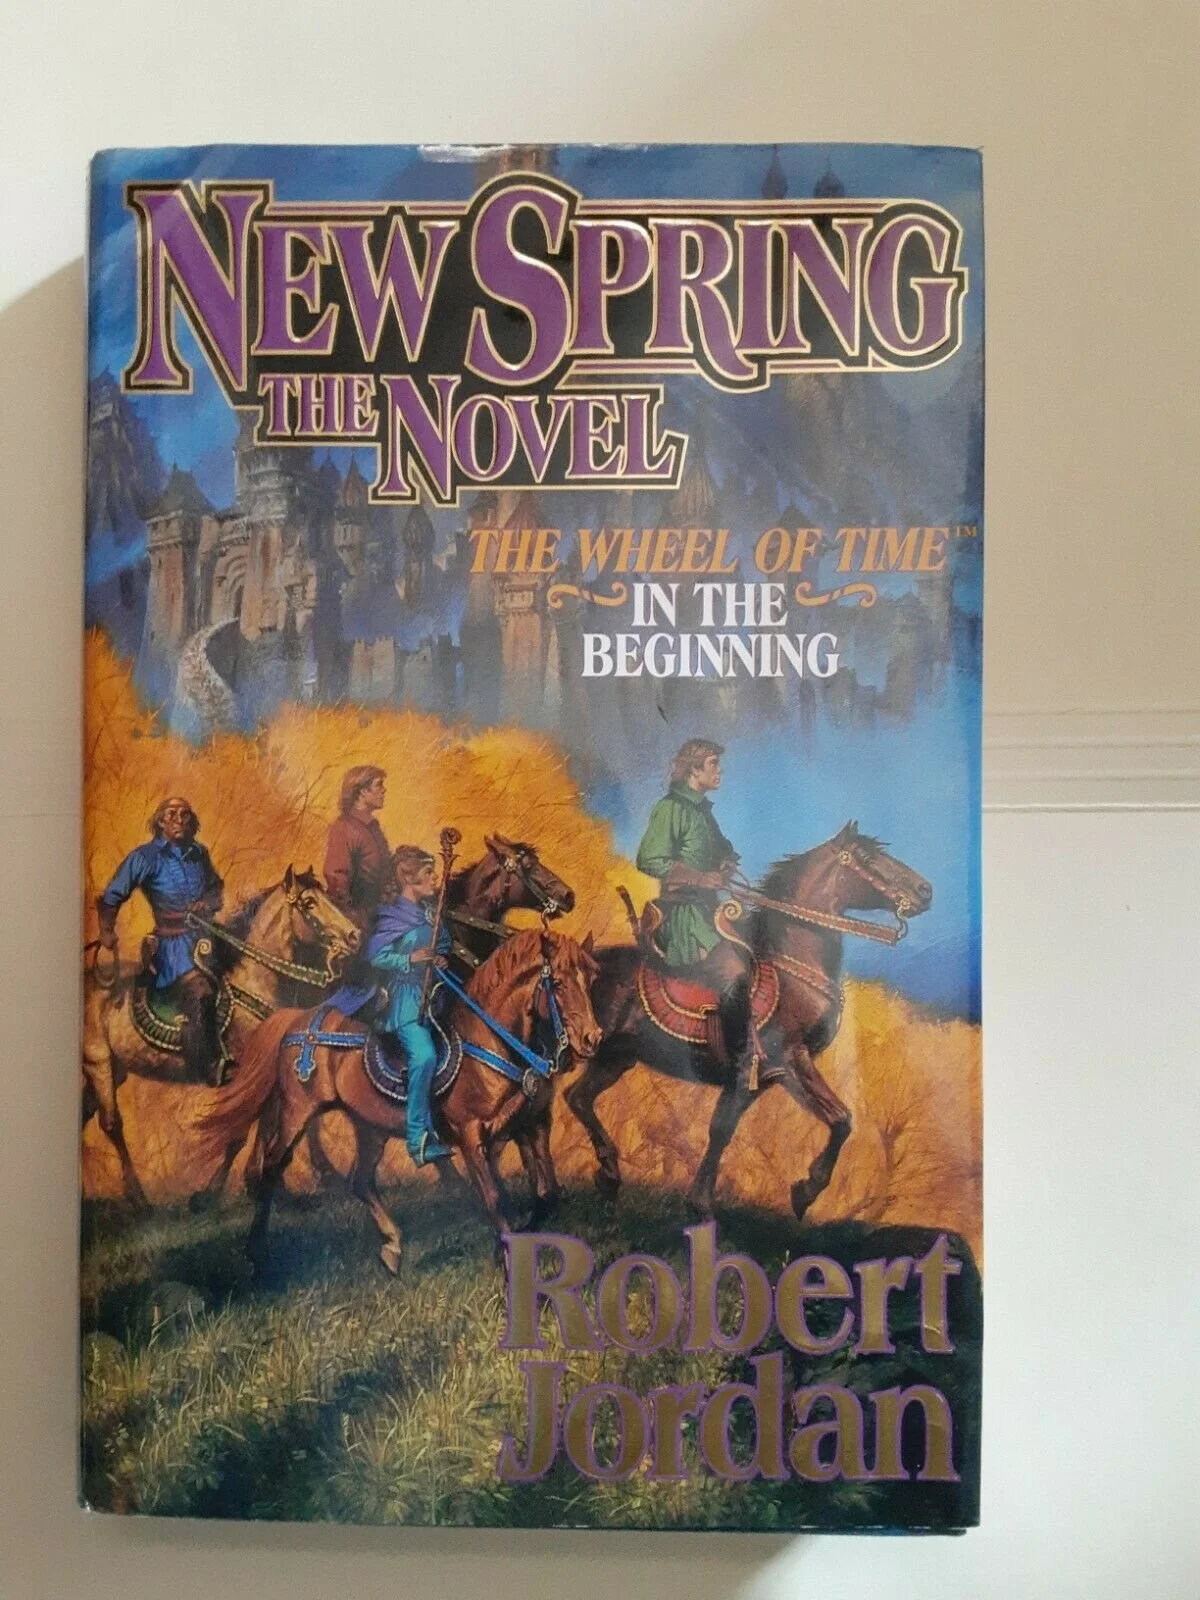 NEW SPRING
THE NOVEL
THE WHEEL OF TIME™
IN THE
BEGINNING
Robert
Jordan